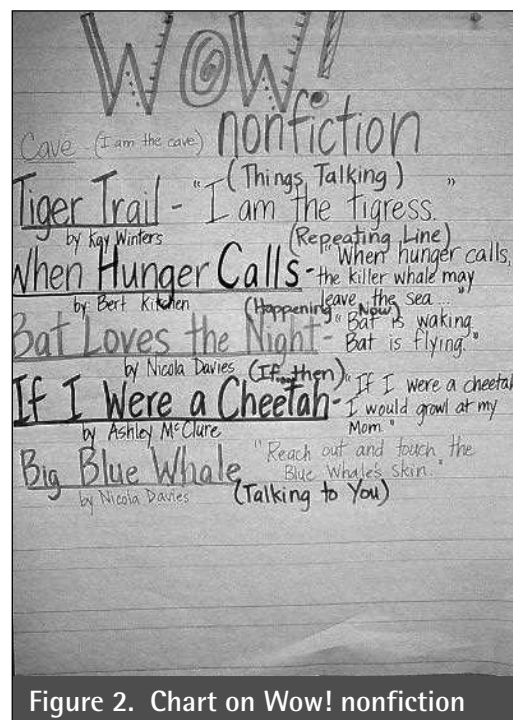 WOW!
Cave - (I am the cave) nonfiction
(Things Talking)
Tiger Trail - "I am the tigress."
by Kay Winters
(Repeating Line)
When Hunger Calls - "When hunger calls,
the killer whale may
leave the sea ..."
by: Bert Kitchen
(Happening Now)
Bat Loves the Night - "Bat is waking.
Bat is flying."
by Nicola Davies
(If...then)
If I Were a Cheetah - "If I were a cheetah
I would growl at my
Mom."
by Ashley McClure
Big Blue Whale "Reach out and touch the
Blue Whale's skin."
by Nicola Davies
(Talking to You)
Figure 2. Chart on Wow! nonfiction